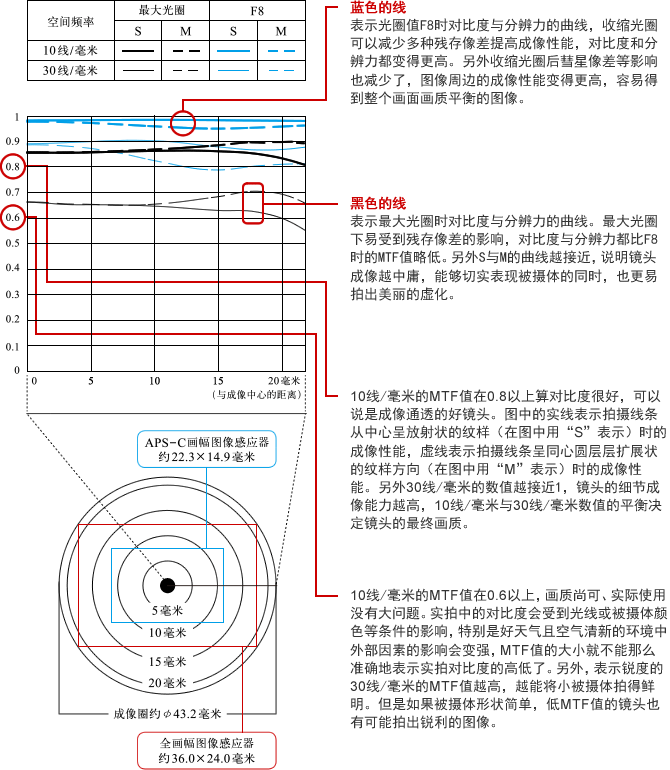 空间频率
最大光圈
F8
S
M
S
M
10线/毫米
30线/毫米
1
0.9
0.8
0.7
0.6
0.5
0.4
0.3
0.2
0.1
0
0
5
10
15
20毫米
(与成像中心的距离)
APS-C画幅图像感应器
约22.3×14.9毫米
5毫米
10毫米
15毫米
20毫米
成像圈约φ43.2毫米
全画幅图像感应器
约36.0×24.0毫米
蓝色的线
表示光圈值F8时对比度与分辨力的曲线，收缩光圈
可以减少多种残存像差提高成像性能，对比度和分
辨力都变得更高。另外收缩光圈后彗星像差等影响
也减少了，图像周边的成像性能变得更高，容易得
到整个画面画质平衡的图像。
黑色的线
表示最大光圈时对比度与分辨力的曲线。最大光圈
下易受到残存像差的影响，对比度与分辨力都比F8
时的MTF值略低。另外S与M的曲线越接近，说明镜头
成像越中庸，能够切实表现被摄体的同时，也更易
拍出美丽的虚化。
10线/毫米的MTF值在0.8以上算对比度很好，可以
说是成像通透的好镜头。图中的实线表示拍摄线条
从中心呈放射状的纹样（在图中用“S”表示）时的
成像性能，虚线表示拍摄线条呈同心圆层层扩展状
的纹样方向（在图中用“M”表示）时的成像性
能。另外30线/毫米的数值越接近1，镜头的细节成
像能力越高，10线/毫米与30线/毫米数值的平衡决
定镜头的最终画质。
10线/毫米的MTF值在0.6以上，画质尚可、实际使用
没有大问题。实拍中的对比度会受到光线或被摄体颜
色等条件的影响，特别是好天气且空气清新的环境中
外部因素的影响会变强，MTF值的大小就不能那么
准确地表示实拍对比度的高低了。另外，表示锐度的
30线/毫米的MTF值越高，越能将小被摄体拍得鲜
明。但是如果被摄体形状简单，低MTF值的镜头也
有可能拍出锐利的图像。